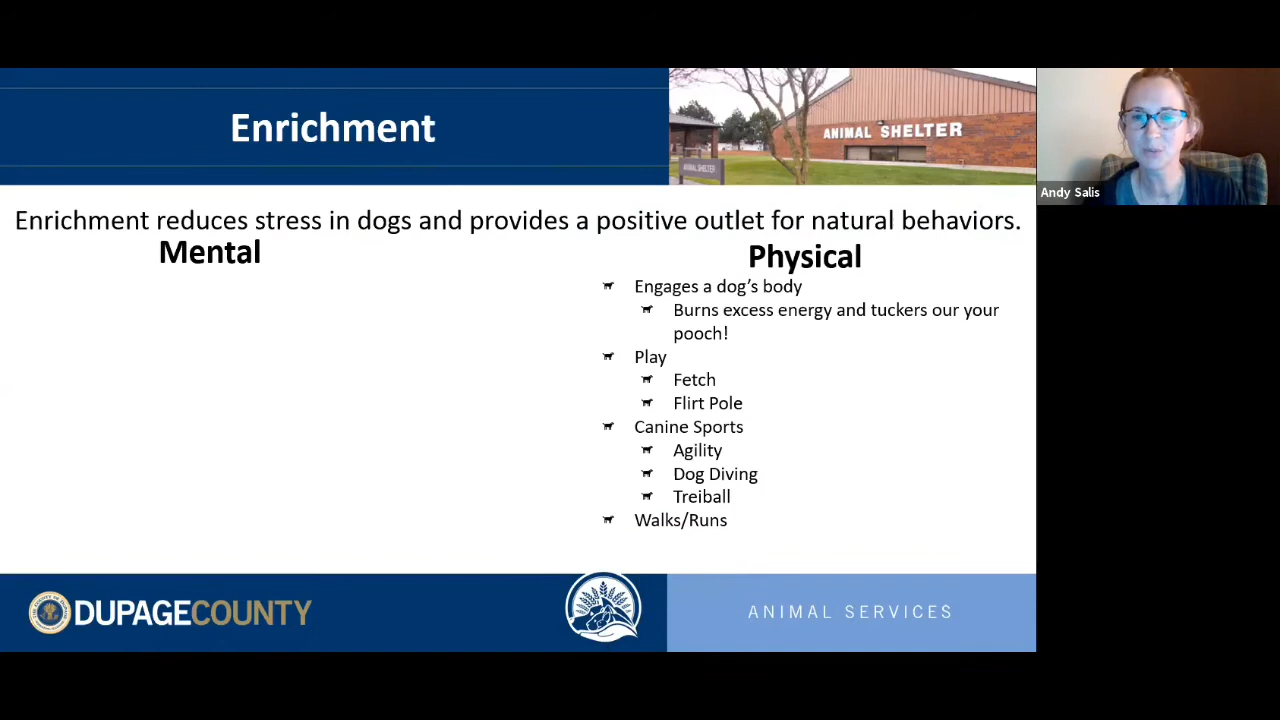 Enrichment
ANIMAL SHELTER
ANIMAL SHELTER
Andy Salis
Enrichment reduces stress in dogs and provides a positive outlet for natural behaviors.
Mental
Physical
Engages a dog's body
Burns excess energy and tuckers our your
pooch!
Play
Fetch
Flirt Pole
Canine Sports
Agility
Dog Diving
Treiball
Walks/Runs
DUPAGECOUNTY
ANIMAL SERVICES